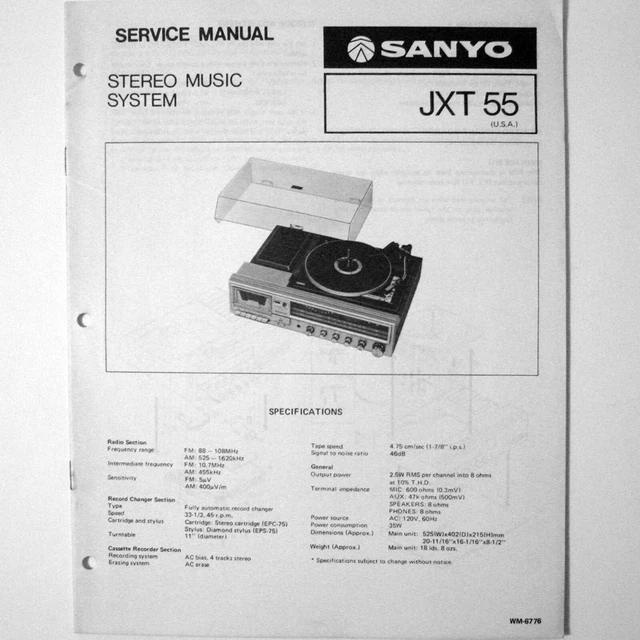 SERVICE MANUAL
SANYO
STEREO MUSIC
SYSTEM
JXT 55
(U.S.A.)
SPECIFICATIONS
Radio Section
Frequency range FM: 88 – 108MHz
AM: 525 – 1620kHz
Intermediate frequency FM: 10.7MHz
AM: 455kHz
Sensitivity FM: 5μV
AM: 400μV/m
Record Changer Section
Type Fully automatic record changer
Speed 33-1/3, 45 r.p.m.
Cartridge and stylus Cartridge: Stereo cartridge (EPC-75)
Stylus: Diamond stylus (EPS-75)
Turntable 11" (diameter)
Cassette Recorder Section
Recording system AC bias, 4 tracks stereo
Erasing system AC erase
Tape speed 4.75 cm/sec (1-7/8" i.p.s.)
Signal to noise ratio 46dB
General
Output power 2.5W RMS per channel into 8 ohms
at 10% T.H.D.
Terminal impedance MIC: 600 ohms (0.3mV)
AUX: 47k ohms (500mV)
SPEAKERS: 8 ohms
PHONES: 8 ohms
Power source AC: 120V, 60Hz
Power consumption 35W
Dimensions (Approx.) Main unit: 525(W)x402(D)x215(H)mm
20-11/16"x16-1/16"x8-1/2"
Weight (Approx.) Main unit: 18 lbs. 8 ozs.
* Specifications subject to change without notice.
WM-6776